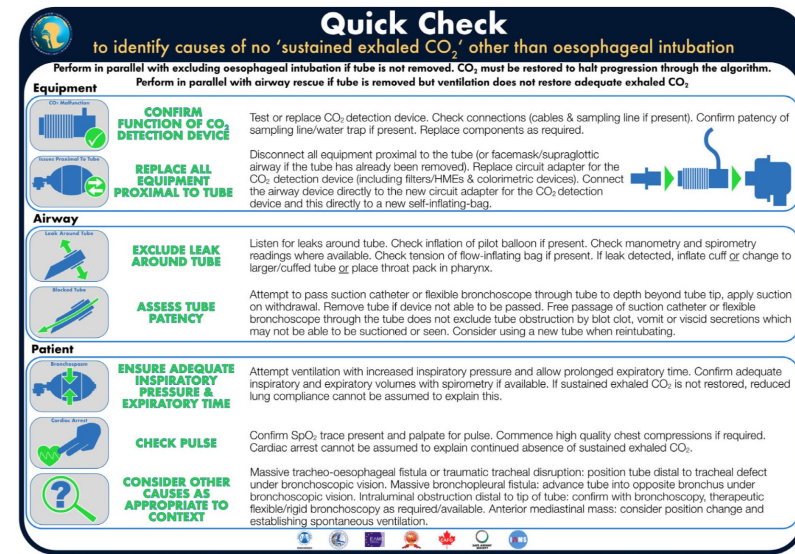 Quick Check
to identify causes of no ‘sustained exhaled CO₂’ other than oesophageal intubation
Perform in parallel with excluding oesophageal intubation if tube is not removed. CO₂ must be restored to halt progression through the algorithm.
Perform in parallel with airway rescue if tube is removed but ventilation does not restore adequate exhaled CO₂
Equipment
CO₂ Malfunction
CONFIRM
FUNCTION OF CO₂
DETECTION DEVICE
Test or replace CO₂ detection device. Check connections (cables & sampling line if present). Confirm patency of
sampling line/water trap if present. Replace components as required.
Issues Proximal To Tube
REPLACE ALL
EQUIPMENT
PROXIMAL TO TUBE
Disconnect all equipment proximal to the tube (or facemask/supraglottic
airway if the tube has already been removed). Replace circuit adapter for the
CO₂ detection device (including filters/HMEs & colorimetric devices). Connect
the airway device directly to the new circuit adapter for the CO₂ detection
device and this directly to a new self-inflating-bag.
Airway
Leak Around Tube
EXCLUDE LEAK
AROUND TUBE
Listen for leaks around tube. Check inflation of pilot balloon if present. Check manometry and spirometry
readings where available. Check tension of flow-inflating bag if present. If leak detected, inflate cuff or change to
larger/cuffed tube or place throat pack in pharynx.
Blocked Tube
ASSESS TUBE
PATENCY
Attempt to pass suction catheter or flexible bronchoscope through tube to depth beyond tube tip, apply suction
on withdrawal. Remove tube if device not able to be passed. Free passage of suction catheter or flexible
bronchoscope through the tube does not exclude tube obstruction by blot clot, vomit or viscid secretions which
may not be able to be suctioned or seen. Consider using a new tube when reintubating.
Patient
Bronchospasm
ENSURE ADEQUATE
INSPIRATORY
PRESSURE &
EXPIRATORY TIME
Attempt ventilation with increased inspiratory pressure and allow prolonged expiratory time. Confirm adequate
inspiratory and expiratory volumes with spirometry if available. If sustained exhaled CO₂ is not restored, reduced
lung compliance cannot be assumed to explain this.
Cardiac Arrest
CHECK PULSE
Confirm SpO₂ trace present and palpate for pulse. Commence high quality chest compressions if required.
Cardiac arrest cannot be assumed to explain continued absence of sustained exhaled CO₂.
CONSIDER OTHER
CAUSES AS
APPROPRIATE TO
CONTEXT
Massive tracheo-oesophageal fistula or traumatic tracheal disruption: position tube distal to tracheal defect
under bronchoscopic vision. Massive bronchopleural fistula: advance tube into opposite bronchus under
bronchoscopic vision. Intraluminal obstruction distal to tip of tube: confirm with bronchoscopy, therapeutic
flexible/rigid bronchoscopy as required/available. Anterior mediastinal mass: consider position change and
establishing spontaneous ventilation.